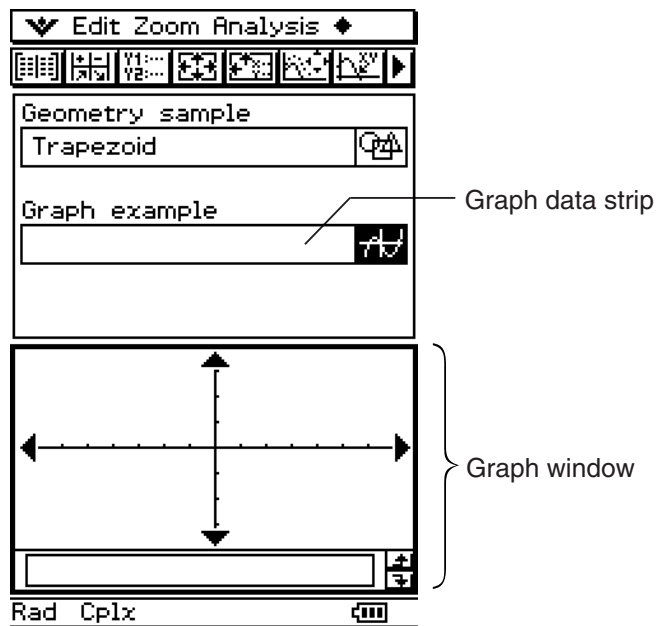 Edit Zoom Analysis
Geometry sample
Trapezoid
Graph example
Graph data strip
Graph window
Rad Cplx